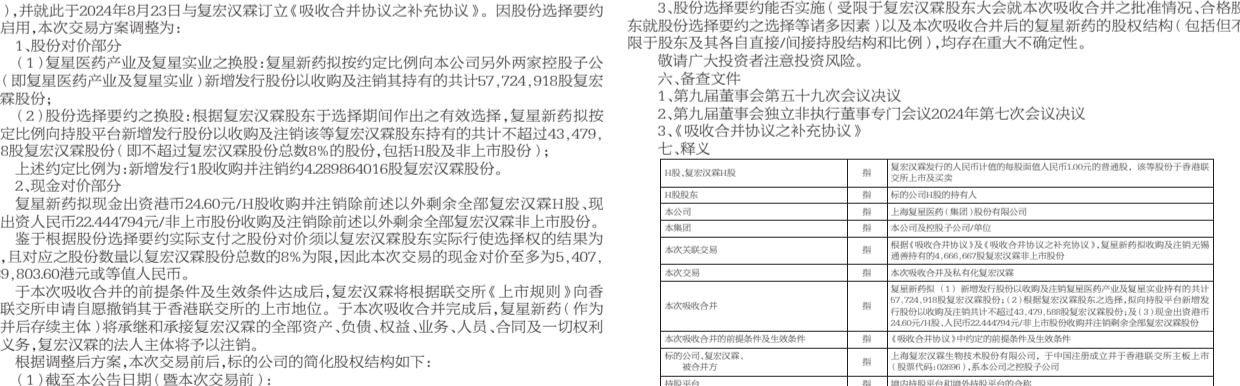 ),并就此于2024年8月23日与复宏汉霖订立《吸收合并协议之补充协议》。因股份选择要约
启用,本次交易方案调整为:
1、股份对价部分
(1)复星医药产业及复星实业之换股:复星新药拟按约定比例向本公司另外两家控股子公
(即复星医药产业及复星实业)新增发行股份以收购及注销其持有的共计57,724,918股复宏
霖股份;
(2)股份选择要约之换股:根据复宏汉霖股东于选择期间作出之有效选择,复星新药拟按
定比例向持股平台新增发行股份以收购及注销该等复宏汉霖股东持有的共计不超过43,479,
8股复宏汉霖股份(即不超过复宏汉霖股份总数8%的股份,包括H股及非上市股份);
上述约定比例为:新增发行1股收购并注销约4.289864016股复宏汉霖股份。
2、现金对价部分
复星新药拟现金出资港币24.60元/H股收购并注销除前述以外剩余全部复宏汉霖H股、现
出资人民币22.444794元/非上市股份收购及注销除前述以外剩余全部复宏汉霖非上市股份。
鉴于根据股份选择要约实际支付之股份对价须以复宏汉霖股东实际行使选择权的结果为
,且对应之股份数量以复宏汉霖股份总数的8%为限,因此本次交易的现金对价至多为5,407,
9,803.60港元或等值人民币。
于本次吸收合并的前提条件及生效条件达成后,复宏汉霖将根据联交所《上市规则》向香
联交所申请自愿撤销其于香港联交所的上市地位。于本次吸收合并完成后,复星新药(作为
并后存续主体)将承继和承接复宏汉霖的全部资产、负债、权益、业务、人员、合同及一切权利
义务,复宏汉霖的法人主体将予以注销。
根据调整后方案,本次交易前后,标的公司的简化股权结构如下:
(1)截至本公告日期(暨本次交易前):
3、股份选择要约能否实施(受限于复宏汉霖股东大会就本次吸收合并之批准情况、合格股
东就股份选择要约之选择等诸多因素)以及本次吸收合并后的复星新药的股权结构(包括但不
限于股东及其各自直接/间接持股结构和比例),均存在重大不确定性。
敬请广大投资者注意投资风险。
六、备查文件
1、第九届董事会第五十九次会议决议
2、第九届董事会独立非执行董事专门会议2024年第七次会议决议
3、《吸收合并协议之补充协议》
七、释义
H股、复宏汉霖H股 指 复宏汉霖发行的人民币计值的每股面值人民币1.00元的普通股,该等股份于香港联
交所上市及买卖
H股股东 指 标的公司H股的持有人
本公司 指 上海复星医药(集团)股份有限公司
本集团 指 本公司及控股子公司/单位
本次关联交易 指 根据《吸收合并协议》及《吸收合并协议之补充协议》,复星新药拟收购及注销无锡
通善持有的4,666,667股复宏汉霖非上市股份
本次交易 指 本次吸收合并及私有化复宏汉霖
本次吸收合并 指 复星新药拟(1)新增发行股份以收购及注销复星医药产业及复星实业持有的共计
57,724,918股复宏汉霖股份;(2)根据复宏汉霖股东之选择,拟向持股平台新增发
行股份以收购及注销共计不超过43,479,588股复宏汉霖股份;及(3)现金出资港币
24.60元/H股、人民币22.444794元/非上市股份收购并注销剩余全部复宏汉霖股份
本次吸收合并的前提条件及生效条件 指 《吸收合并协议》中约定的前提条件及生效条件
标的公司、复宏汉霖、
被合并方 指 上海复宏汉霖生物技术股份有限公司,于中国注册成立并于香港联交所主板上市
(股票代码:02696),系本公司之控股子公司
持股平台 指 境内持股平台和境外持股平台的合称